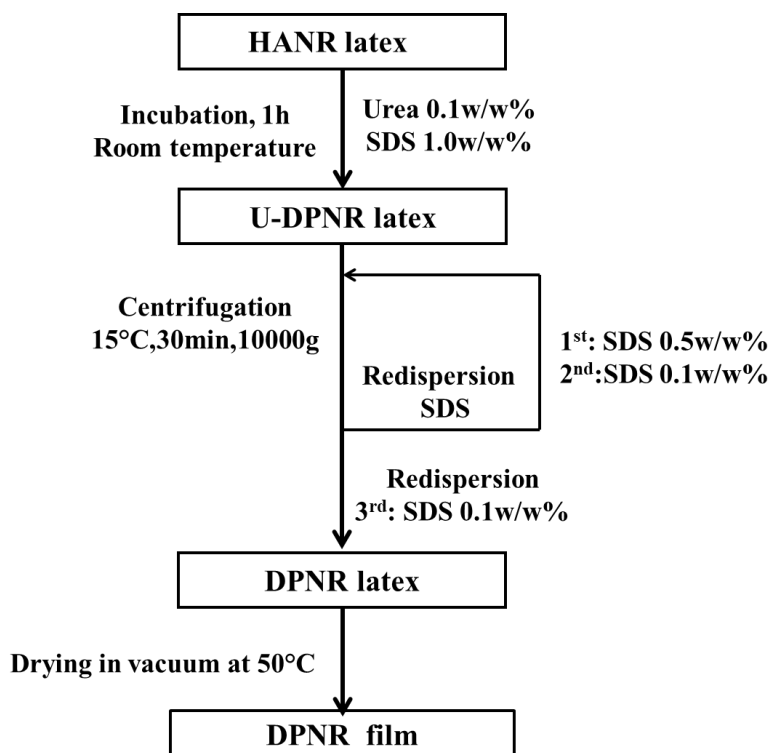 HANR latex
Incubation, 1h
Room temperature
Urea 0.1w/w%
SDS 1.0w/w%
U-DPNR latex
Centrifugation
15°C,30min,10000g
Redispersion
SDS
1st: SDS 0.5w/w%
2nd:SDS 0.1w/w%
Redispersion
3rd: SDS 0.1w/w%
DPNR latex
Drying in vacuum at 50°C
DPNR film